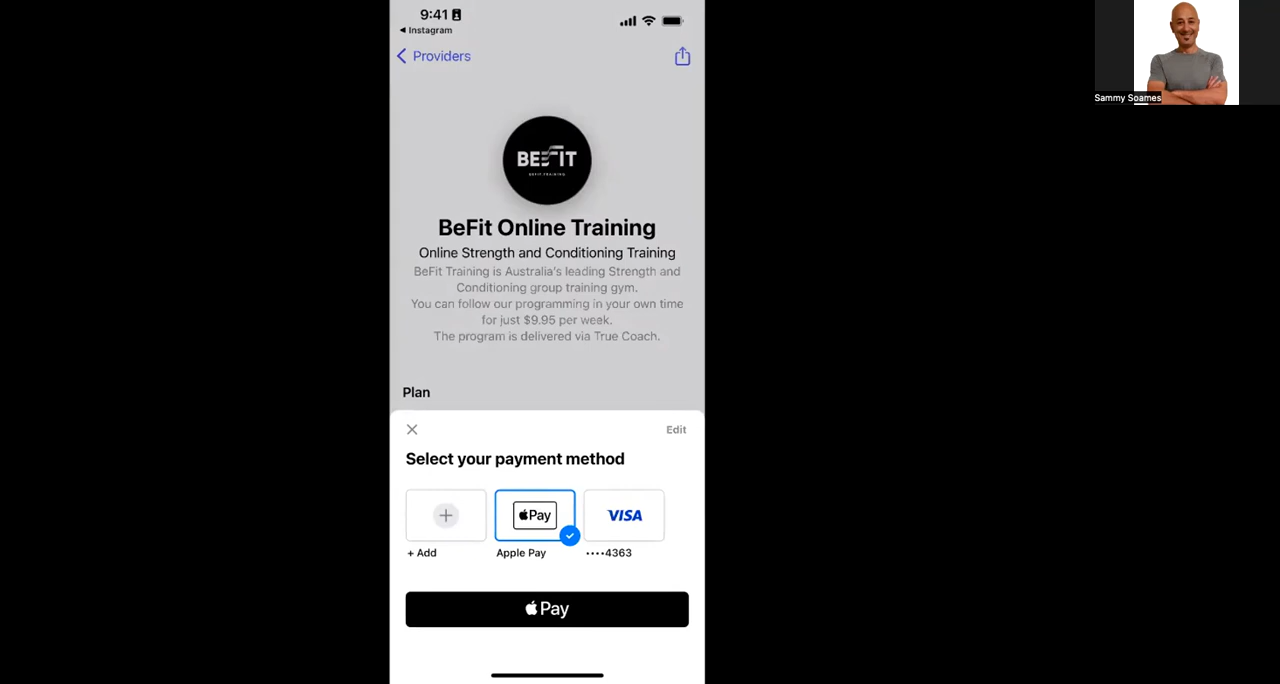 9:41
◄ Instagram
Providers
Sammy Soames
BEFIT
BEFIT TRAINING
BeFit Online Training
Online Strength and Conditioning Training
BeFit Training is Australia's leading Strength and
Conditioning group training gym.
You can follow our programming in your own time
for just $9.95 per week.
The program is delivered via True Coach.
Plan
Edit
Select your payment method
Pay
VISA
+ Add
Apple Pay
••••4363
Pay